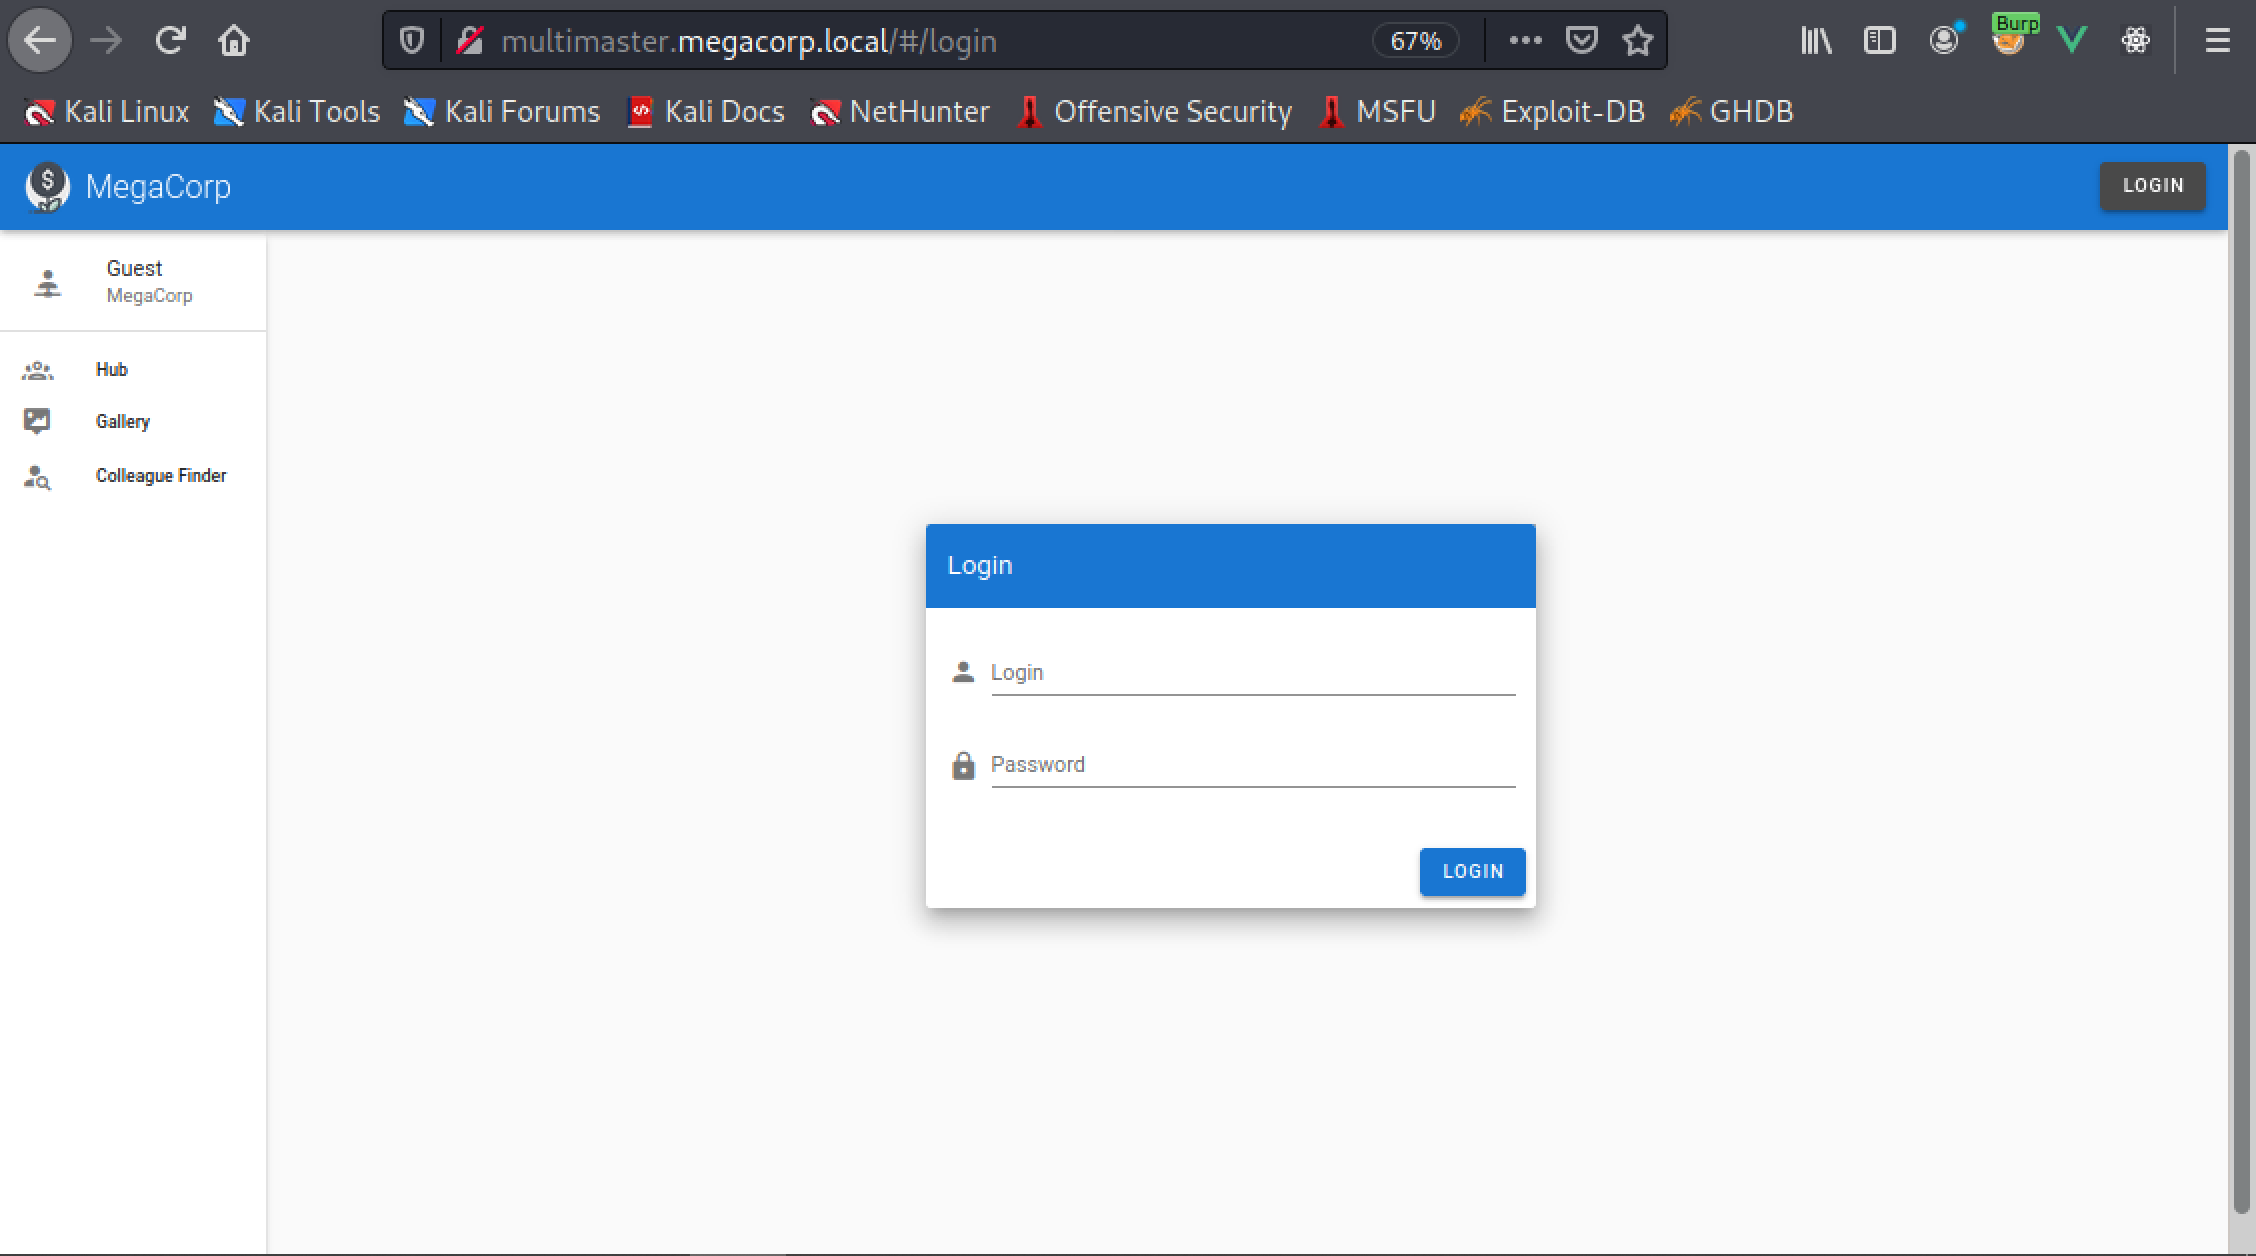 multimaster.megacorp.local/#/login
67%
Burp
Kali Linux Kali Tools Kali Forums Kali Docs NetHunter Offensive Security MSFU Exploit-DB GHDB
$ MegaCorp
LOGIN
Guest
MegaCorp
Hub
Gallery
Colleague Finder
Login
Login
Password
LOGIN